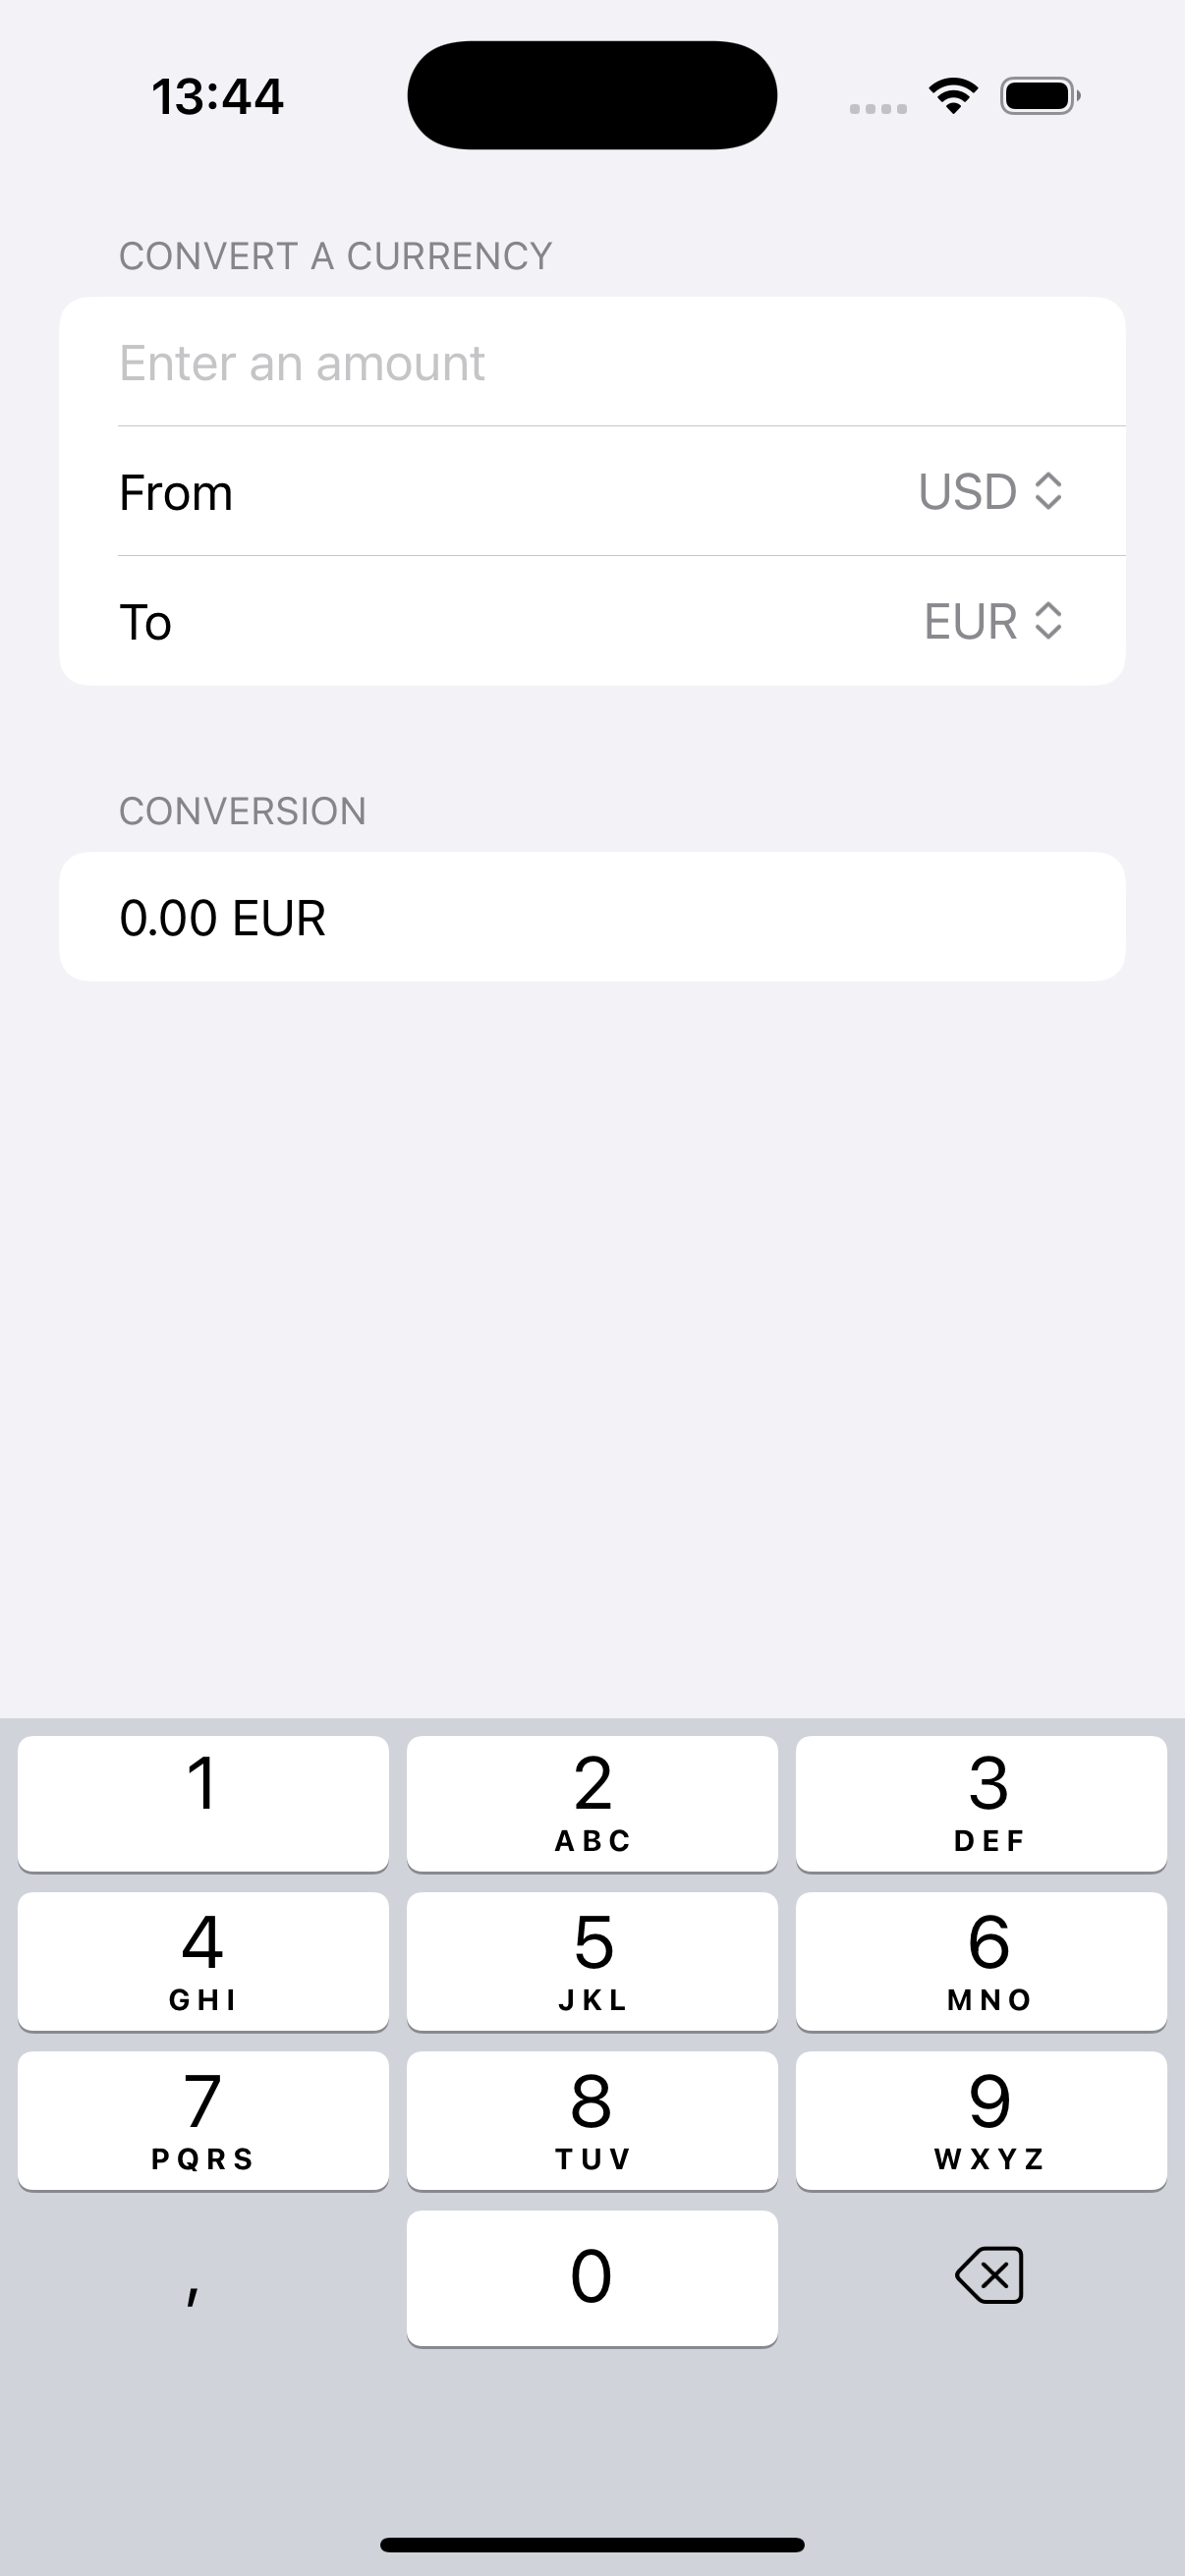 13:44
CONVERT A CURRENCY
Enter an amount
From USD
To EUR
CONVERSION
0.00 EUR
1 2 3
ABC DEF
4 5 6
GHI JKL MNO
7 8 9
PQRS TUV WXYZ
, 0